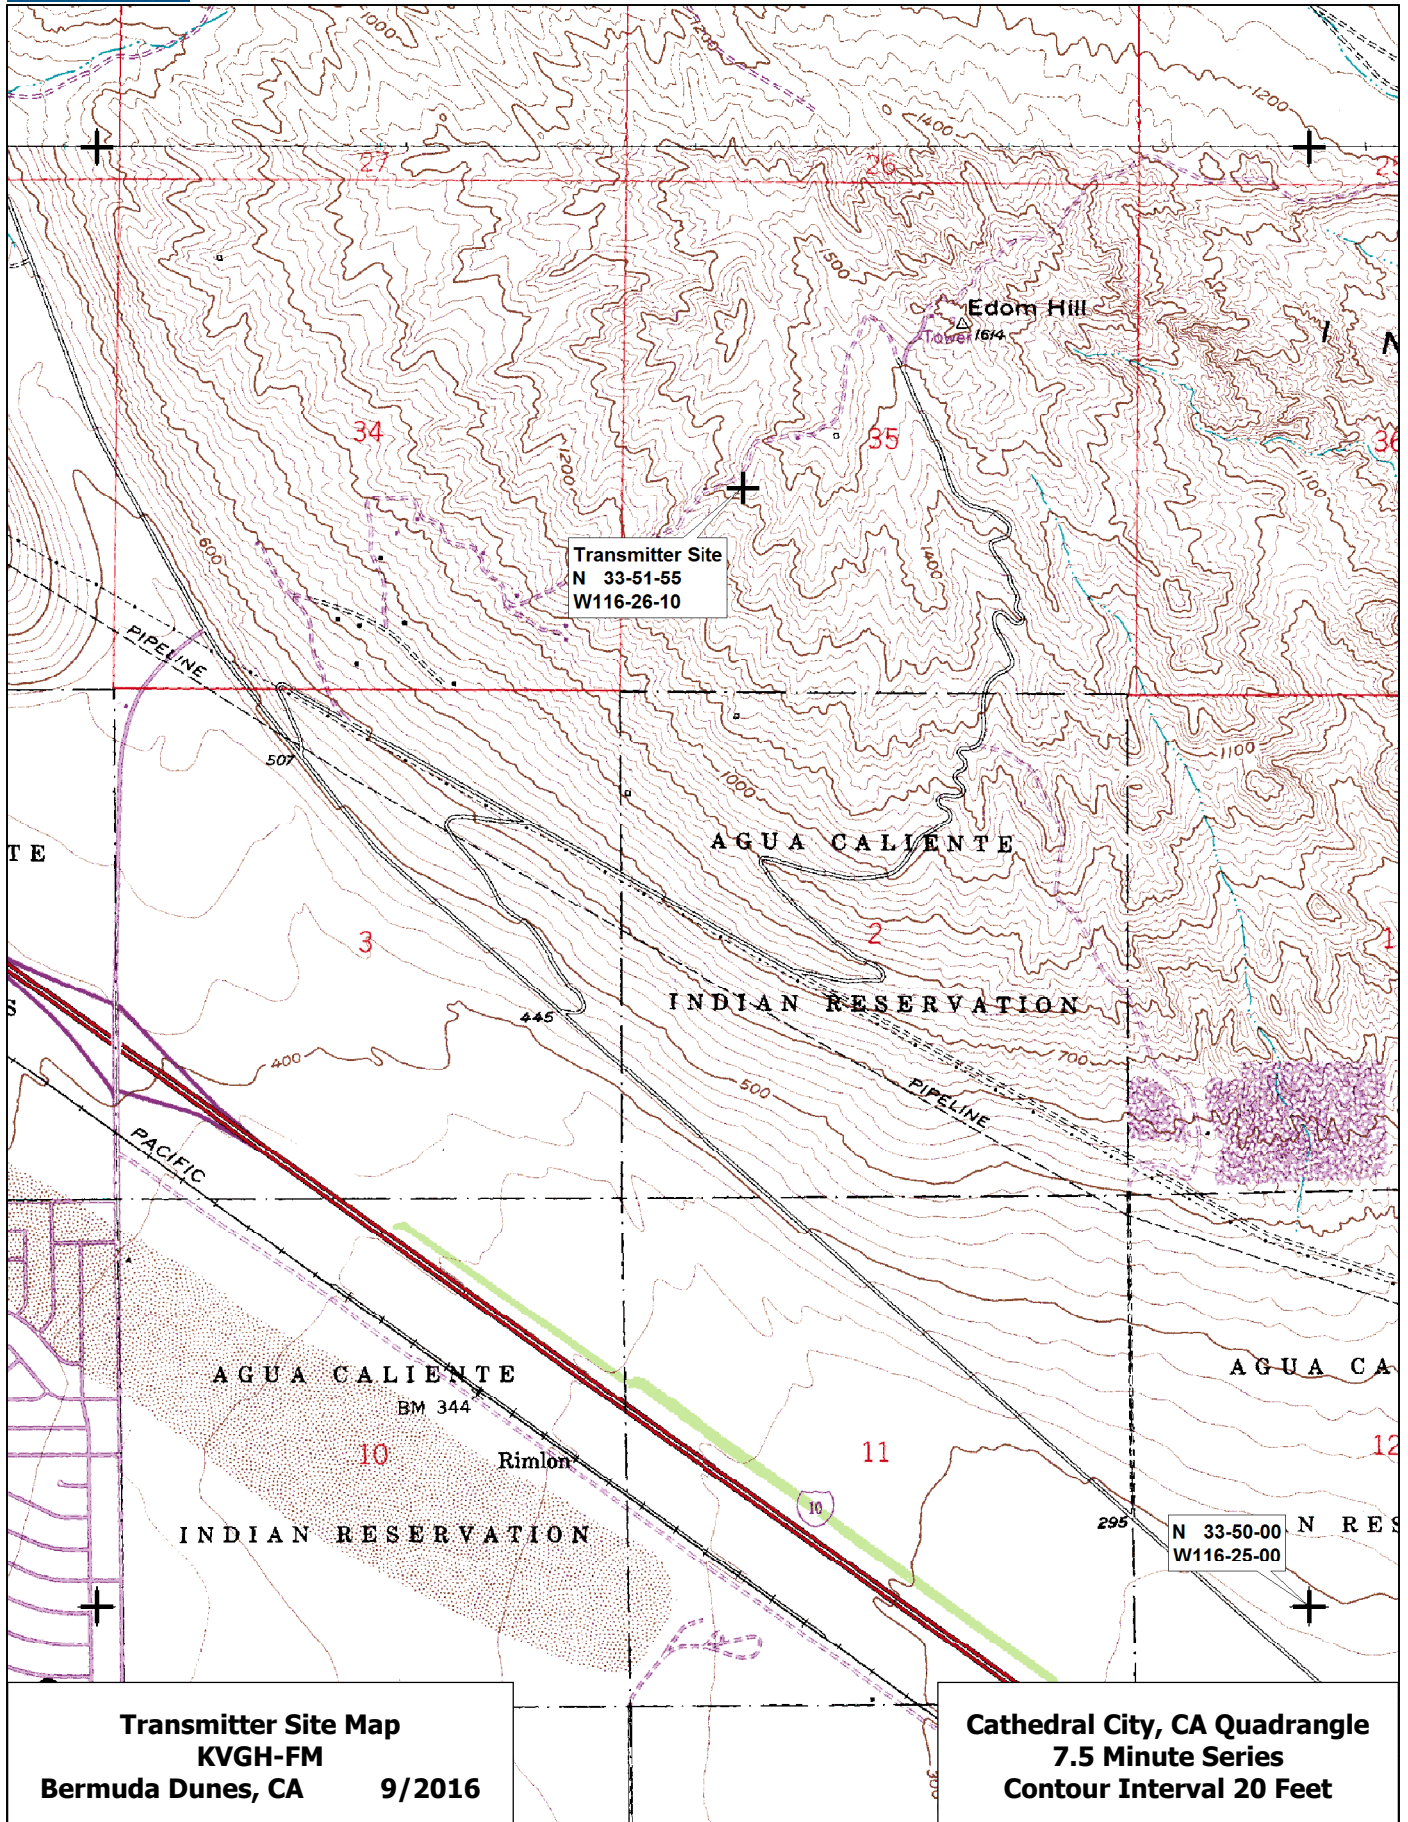 1000
1200
1200
1400
27
26
25
1500
Edom Hill
Tower 1614
I N
34
35
36
1200
1100
1400
600
Transmitter Site
N 33-51-55
W116-26-10
PIPELINE
507
1100
1000
TE
AGUA CALIENTE
3
2
1
S
INDIAN RESERVATION
445
400
700
500
PIPELINE
PACIFIC
AGUA CALIENTE
AGUA CA
BM 344
10
Rimlon
11
12
10
INDIAN RESERVATION
295
N 33-50-00
W116-25-00
N RES
300
Transmitter Site Map
KVGH-FM
Bermuda Dunes, CA 9/2016
Cathedral City, CA Quadrangle
7.5 Minute Series
Contour Interval 20 Feet